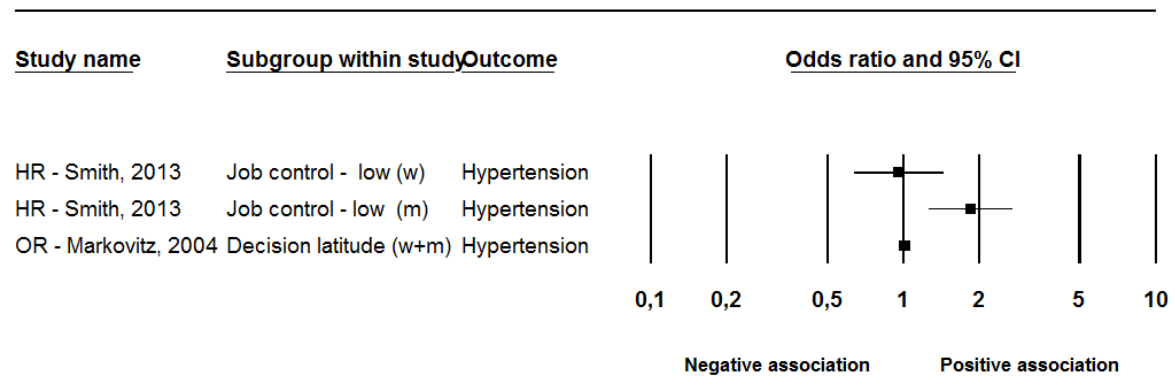 Study name Subgroup within study Outcome Odds ratio and 95% CI
HR - Smith, 2013 Job control - low (w) Hypertension
HR - Smith, 2013 Job control - low (m) Hypertension
OR - Markovitz, 2004 Decision latitude (w+m) Hypertension
0,1 0,2 0,5 1 2 5 10
Negative association Positive association